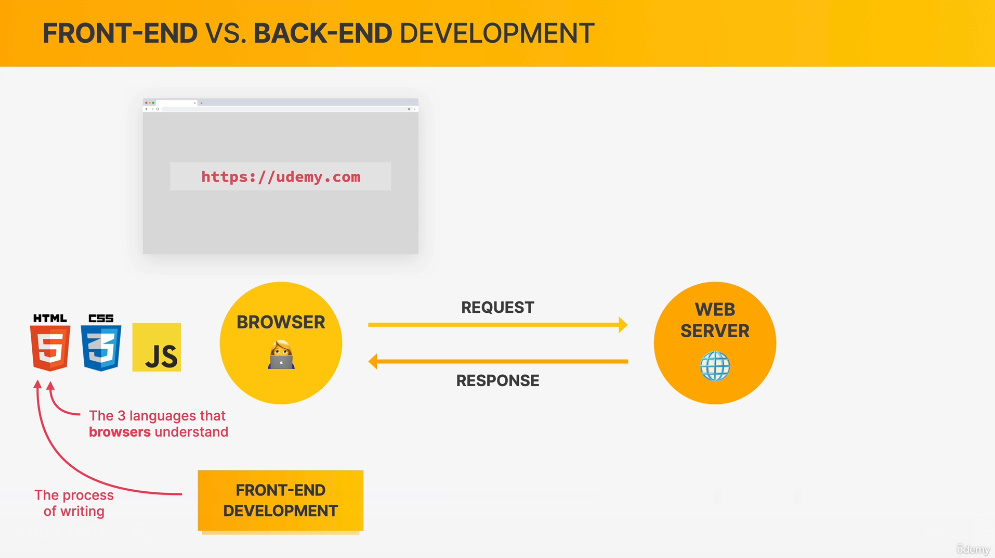 FRONT-END VS. BACK-END DEVELOPMENT
https://udemy.com
HTML
CSS
5
3
JS
BROWSER
REQUEST
RESPONSE
WEB
SERVER
The 3 languages that
browsers understand
The process
of writing
FRONT-END
DEVELOPMENT